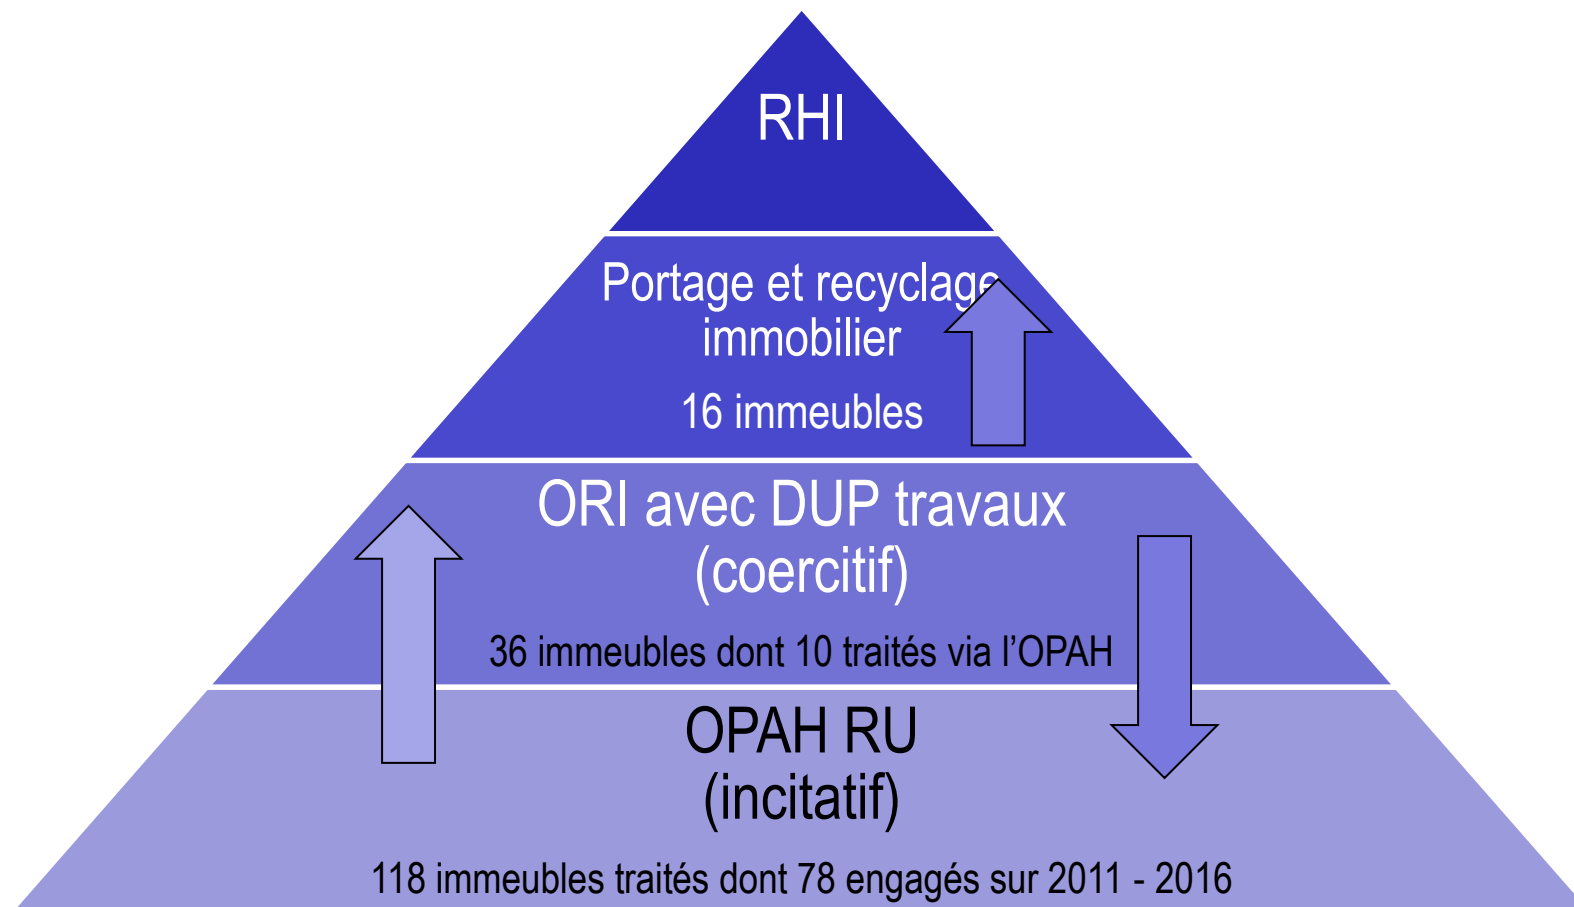 RHI
Portage et recyclage
immobilier
16 immeubles
ORI avec DUP travaux
(coercitif)
36 immeubles dont 10 traités via l’OPAH
OPAH RU
(incitatif)
118 immeubles traités dont 78 engagés sur 2011 - 2016